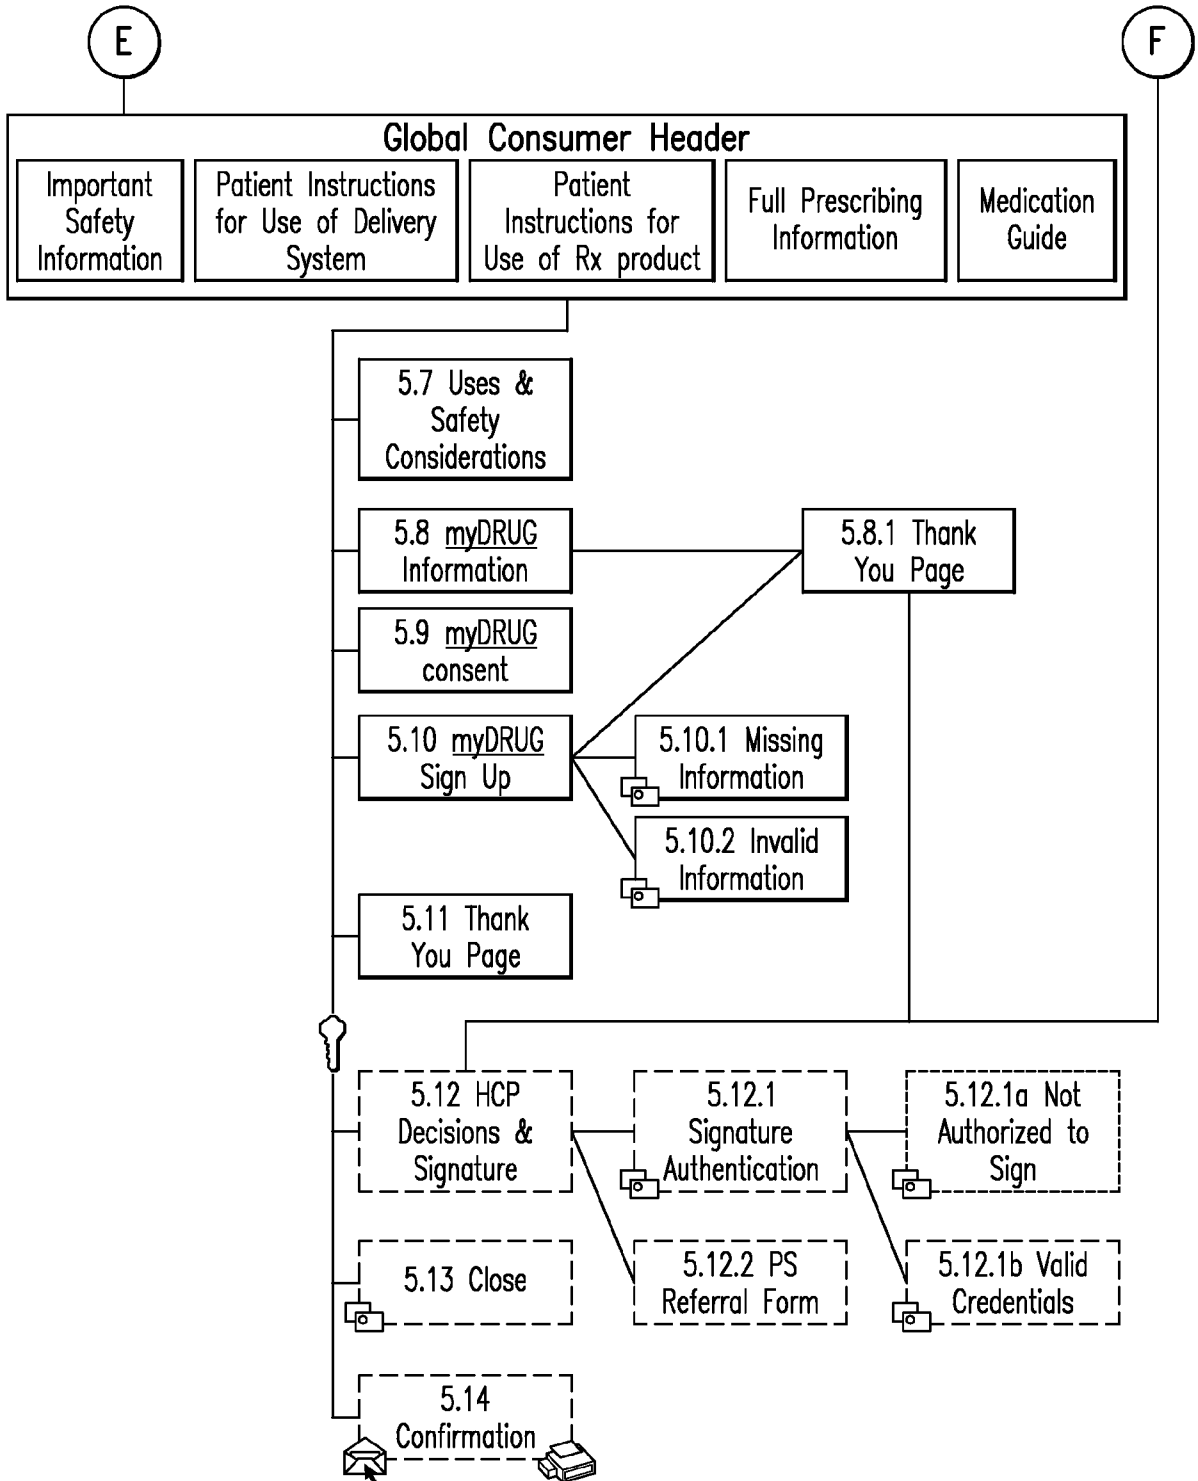 E
F
Global Consumer Header
Important
Safety
Information
Patient Instructions
for Use of Delivery
System
Patient
Instructions for
Use of Rx product
Full Prescribing
Information
Medication
Guide
5.7 Uses &
Safety
Considerations
5.8 myDRUG
Information
5.8.1 Thank
You Page
5.9 myDRUG
consent
5.10 myDRUG
Sign Up
5.10.1 Missing
Information
5.10.2 Invalid
Information
5.11 Thank
You Page
5.12 HCP
Decisions &
Signature
5.12.1
Signature
Authentication
5.12.1a Not
Authorized to
Sign
5.13 Close
5.12.2 PS
Referral Form
5.12.1b Valid
Credentials
5.14
Confirmation